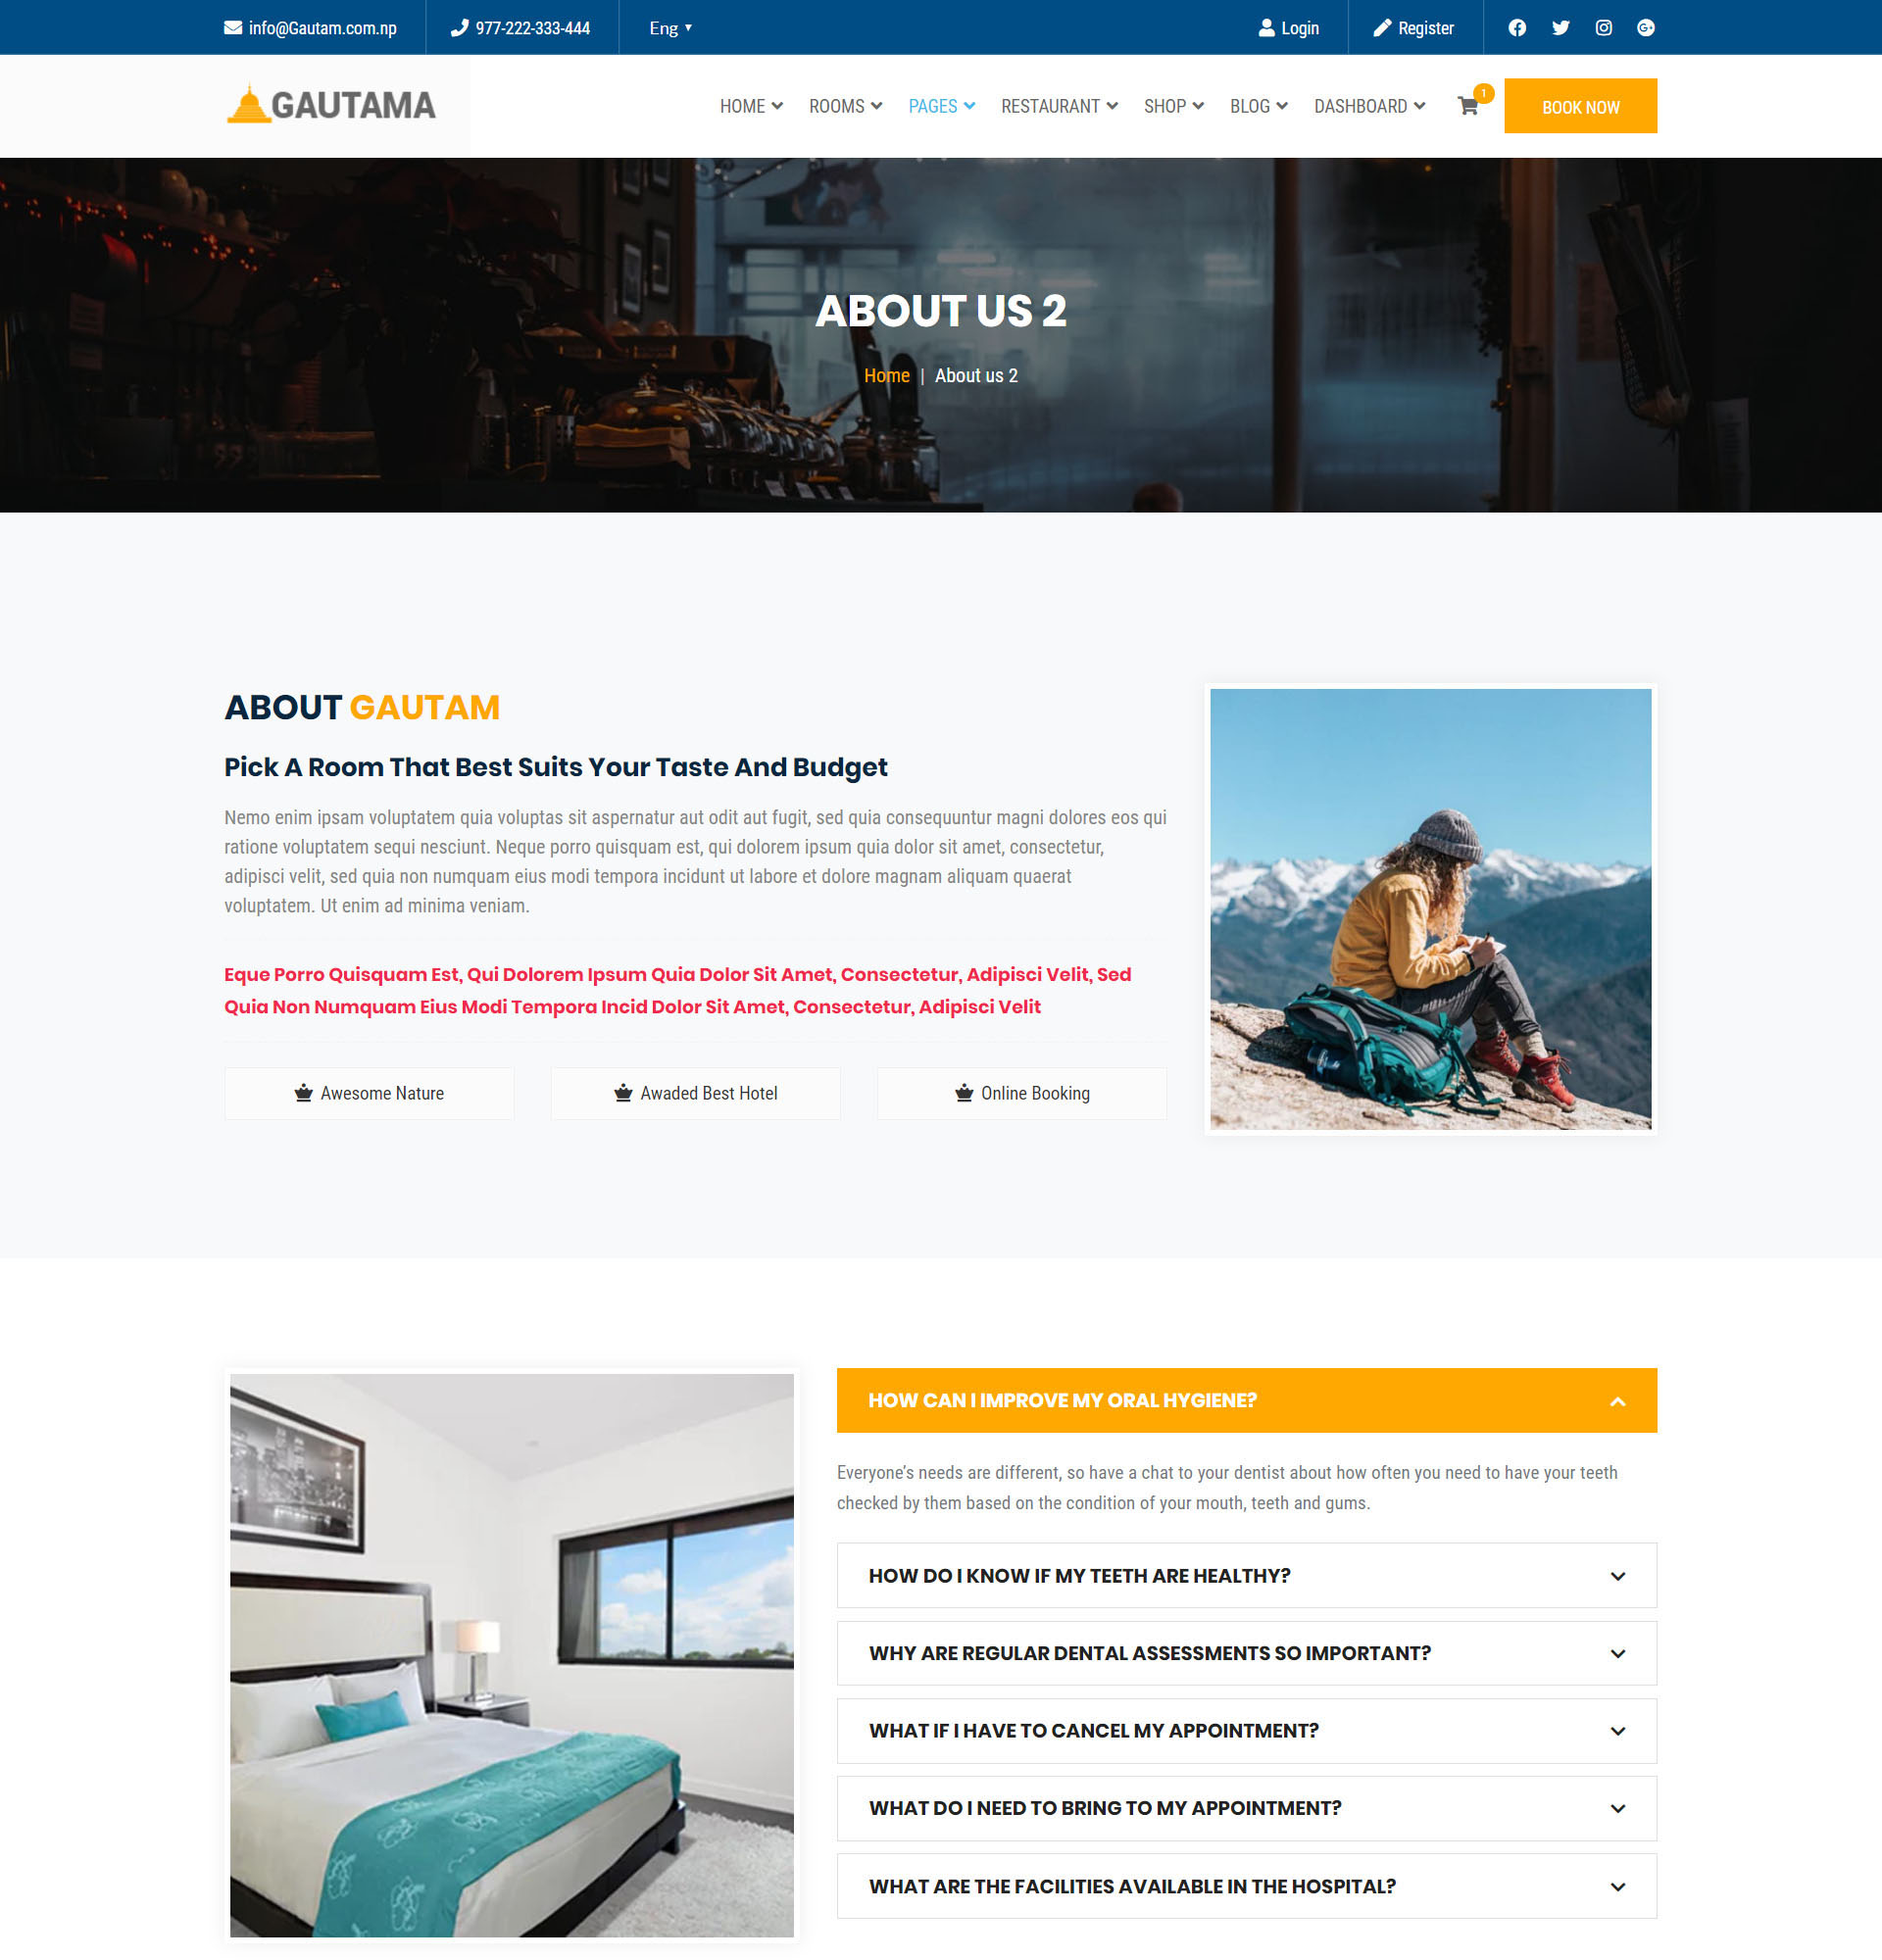 info@Gautam.com.np
977-222-333-444
Eng
Login
Register
GAUTAMA
HOME
ROOMS
PAGES
RESTAURANT
SHOP
BLOG
DASHBOARD
1
BOOK NOW
ABOUT US 2
Home | About us 2
ABOUT GAUTAM
Pick A Room That Best Suits Your Taste And Budget
Nemo enim ipsam voluptatem quia voluptas sit aspernatur aut odit aut fugit, sed quia consequuntur magni dolores eos qui
ratione voluptatem sequi nesciunt. Neque porro quisquam est, qui dolorem ipsum quia dolor sit amet, consectetur,
adipisci velit, sed quia non numquam eius modi tempora incidunt ut labore et dolore magnam aliquam quaerat
voluptatem. Ut enim ad minima veniam.
Eque Porro Quisquam Est, Qui Dolorem Ipsum Quia Dolor Sit Amet, Consectetur, Adipisci Velit, Sed
Quia Non Numquam Eius Modi Tempora Incid Dolor Sit Amet, Consectetur, Adipisci Velit
Awesome Nature
Awaded Best Hotel
Online Booking
HOW CAN I IMPROVE MY ORAL HYGIENE?
Everyone's needs are different, so have a chat to your dentist about how often you need to have your teeth
checked by them based on the condition of your mouth, teeth and gums.
HOW DO I KNOW IF MY TEETH ARE HEALTHY?
WHY ARE REGULAR DENTAL ASSESSMENTS SO IMPORTANT?
WHAT IF I HAVE TO CANCEL MY APPOINTMENT?
WHAT DO I NEED TO BRING TO MY APPOINTMENT?
WHAT ARE THE FACILITIES AVAILABLE IN THE HOSPITAL?